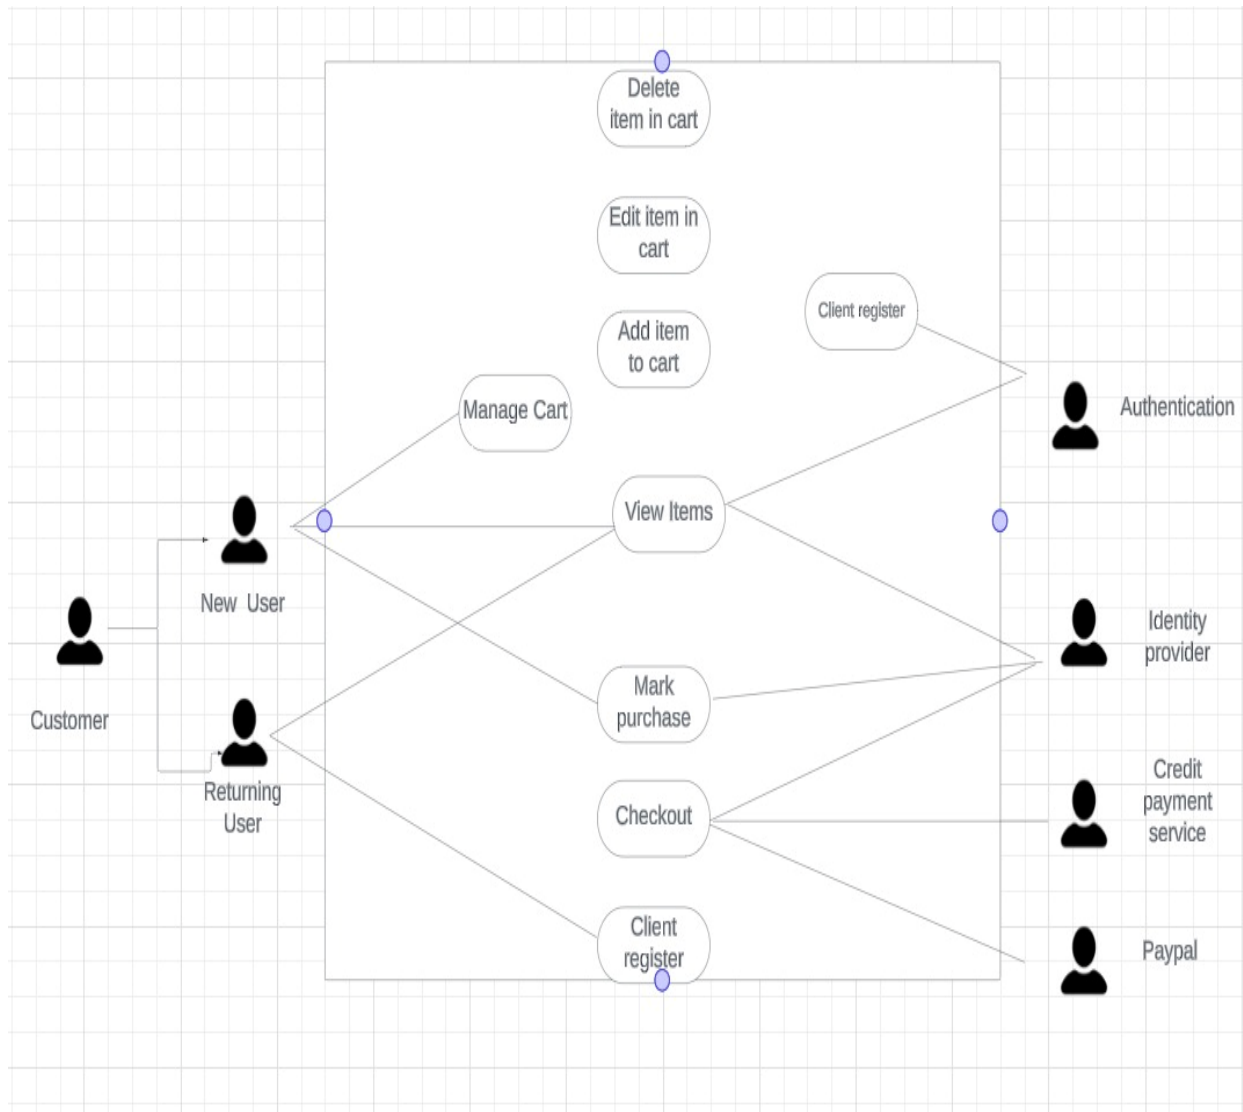 Delete
item in cart
Edit item in
cart
Client register
Add item
to cart
Manage Cart
Authentication
View Items
New User
Identity
provider
Mark
purchase
Customer
Credit
payment
service
Returning
User
Checkout
Client
register
Paypal